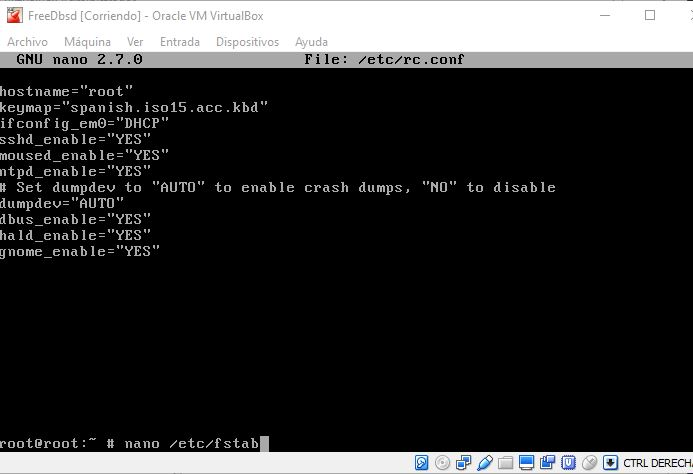 FreeDbsd [Corriendo] - Oracle VM VirtualBox
Archivo Máquina Ver Entrada Dispositivos Ayuda
GNU nano 2.7.0 File: /etc/rc.conf
hostname="root"
keymap="spanish.iso15.acc.kbd"
ifconfig_em0="DHCP"
sshd_enable="YES"
moused_enable="YES"
ntpd_enable="YES"
# Set dumpdev to "AUTO" to enable crash dumps, "NO" to disable
dumpdev="AUTO"
dbus_enable="YES"
hald_enable="YES"
gnome_enable="YES"
root@root:~ # nano /etc/fstab
CTRL DERECH